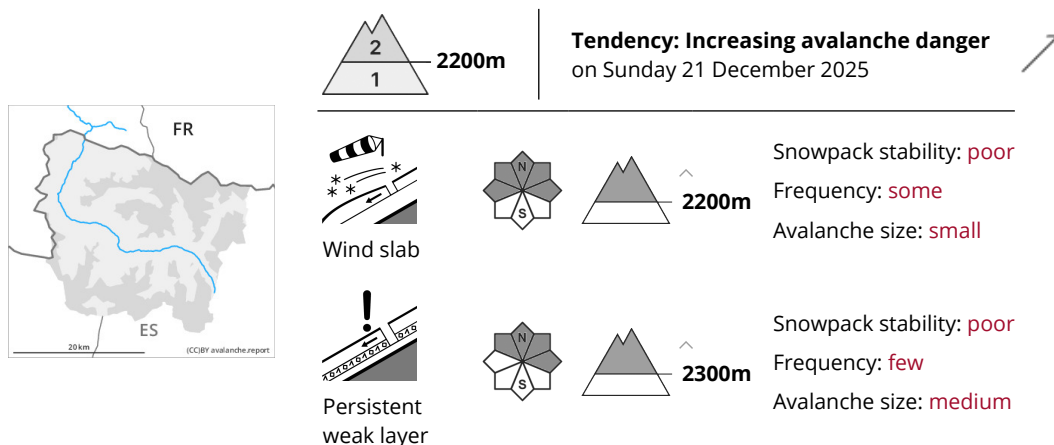 2
1
2200m
Tendency: Increasing avalanche danger
on Sunday 21 December 2025
FR
ES
20 km
(CC)BY avalanche.report
Wind slab
N
S
2200m
Snowpack stability: poor
Frequency: some
Avalanche size: small
Persistent
weak layer
N
S
2300m
Snowpack stability: poor
Frequency: few
Avalanche size: medium